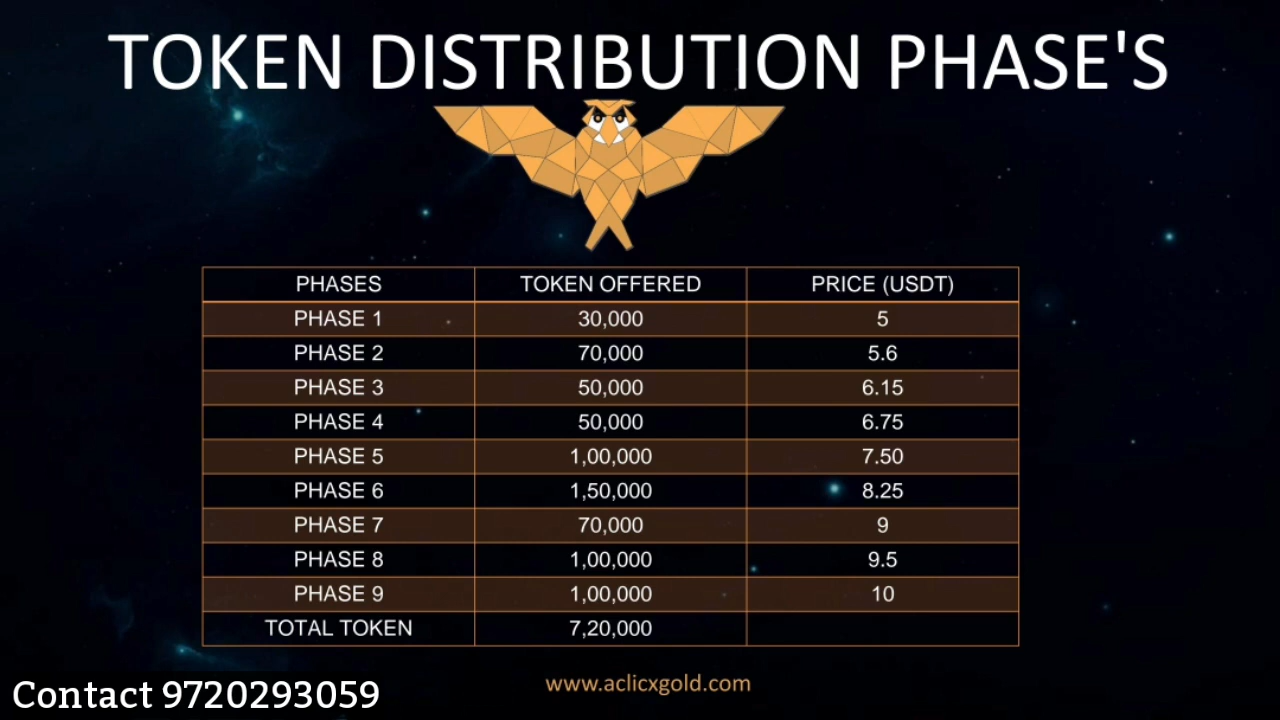 TOKEN DISTRIBUTION PHASE'S
PHASES TOKEN OFFERED PRICE (USDT)
PHASE 1 30,000 5
PHASE 2 70,000 5.6
PHASE 3 50,000 6.15
PHASE 4 50,000 6.75
PHASE 5 1,00,000 7.50
PHASE 6 1,50,000 8.25
PHASE 7 70,000 9
PHASE 8 1,00,000 9.5
PHASE 9 1,00,000 10
TOTAL TOKEN 7,20,000
www.aclicxgold.com
Contact 9720293059